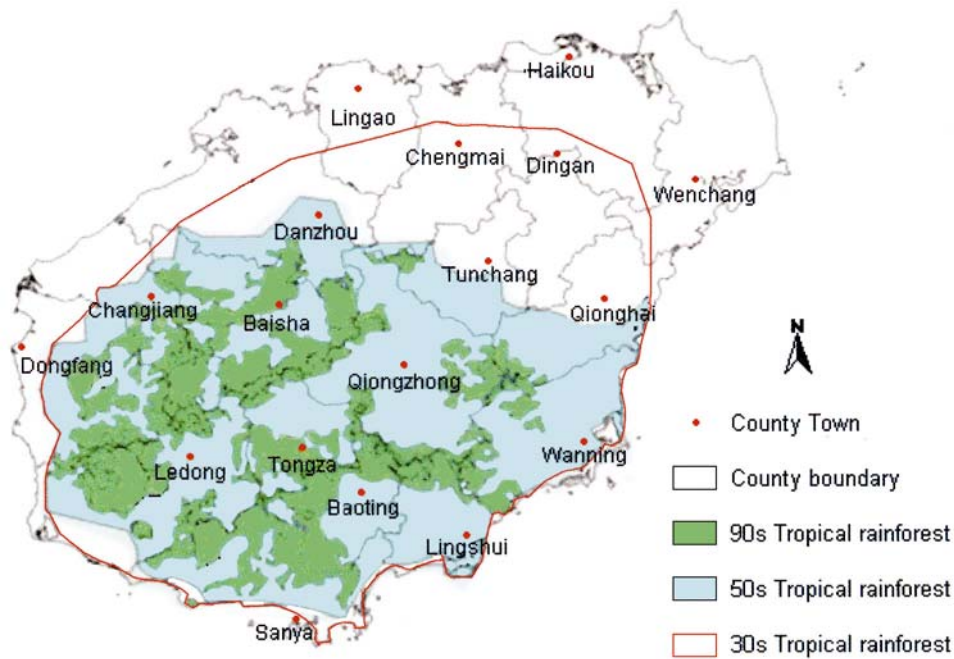 Haikou
Lingao
Chengmai
Dingan
Wenchang
Danzhou
Tunchang
Changjiang
Baisha
Qionghai
Dongfang
Qiongzhong
Wanning
Ledong
Tongza
Baoting
Lingshui
Sanya
N
County Town
County boundary
90s Tropical rainforest
50s Tropical rainforest
30s Tropical rainforest